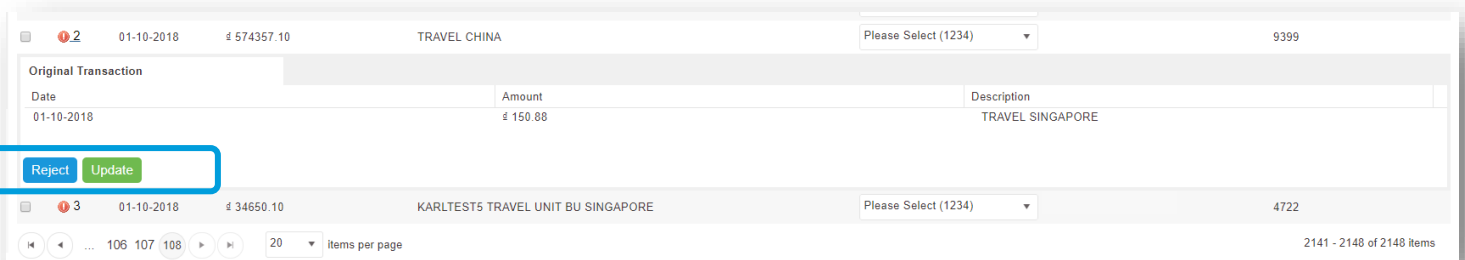 2 01-10-2018 ₫ 574357.10 TRAVEL CHINA Please Select (1234) 9399
Original Transaction
Date Amount Description
01-10-2018 ₫ 150.88 TRAVEL SINGAPORE
Reject Update
3 01-10-2018 ₫ 34650.10 KARLTEST5 TRAVEL UNIT BU SINGAPORE Please Select (1234) 4722
... 106 107 108 20 items per page 2141 - 2148 of 2148 items